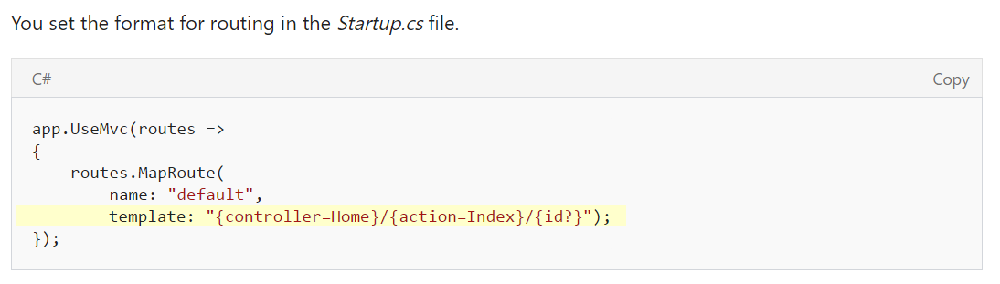 You set the format for routing in the Startup.cs file.
C#
Copy
app.UseMvc(routes =>
{
    routes.MapRoute(
        name: "default",
        template: "{controller=Home}/{action=Index}/{id?}");
});